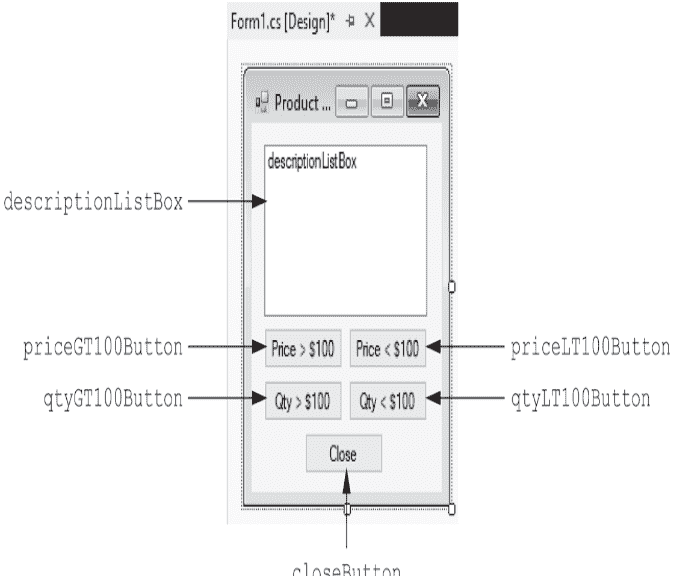 Form1.cs [Design]*
Product ...
descriptionListBox
descriptionListBox
priceGT100Button
Price > $100
Price < $100
priceLT100Button
qtyGT100Button
Qty > $100
Qty < $100
qtyLT100Button
Close
closeButton